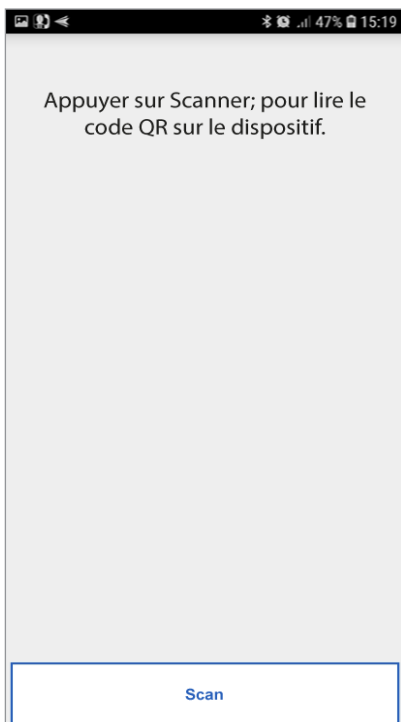 47% 15:19
Appuyer sur Scanner; pour lire le
code QR sur le dispositif.
Scan